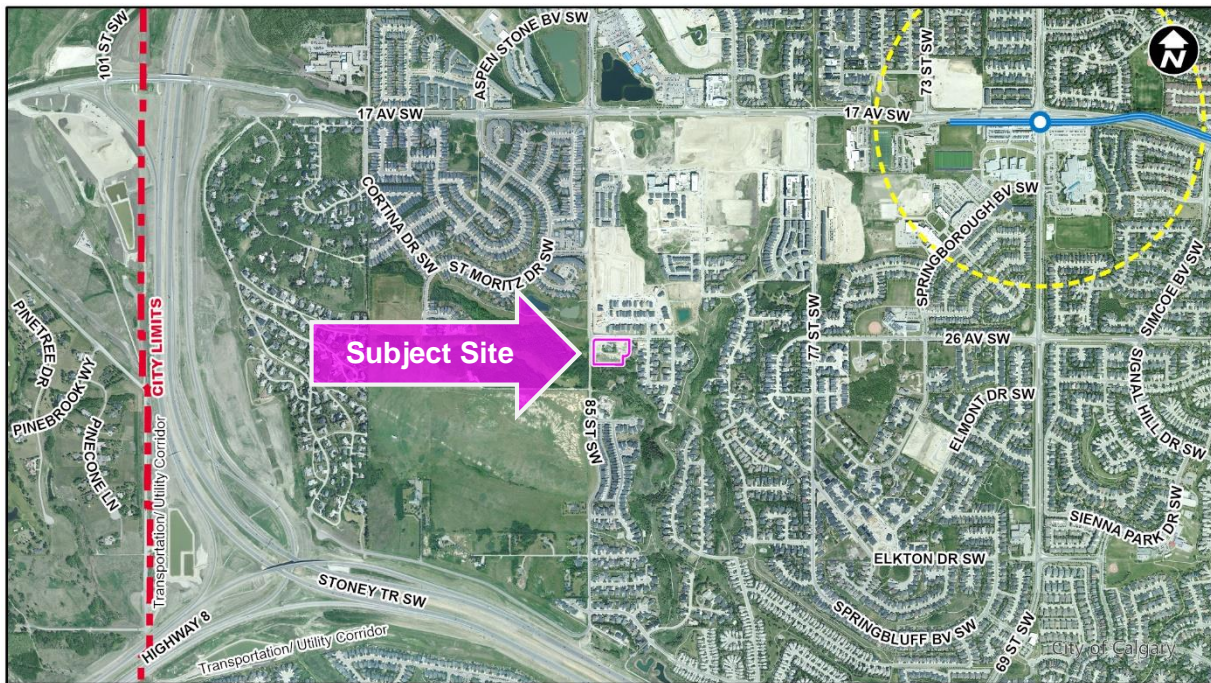 101 ST SW
ASPEN STONE BV SW
73 ST SW
N
17 AV SW
17 AV SW
CORTINA DR SW
ST MORITZ DR SW
SPRINGBOROUGH BV SW
SIMCOE BV SW
CITY LIMITS
Subject Site
77 ST SW
26 AV SW
PINETREE DR
PINEBROOK WY
PINECONE LN
85 ST SW
ELMONT DR SW
SIGNAL HILL DR SW
Transportation/ Utility Corridor
SIENNA PARK DR SW
ELKTON DR SW
STONEY TR SW
SPRINGBLUFF BV SW
HIGHWAY 8
Transportation/ Utility Corridor
69 ST SW
City of Calgary